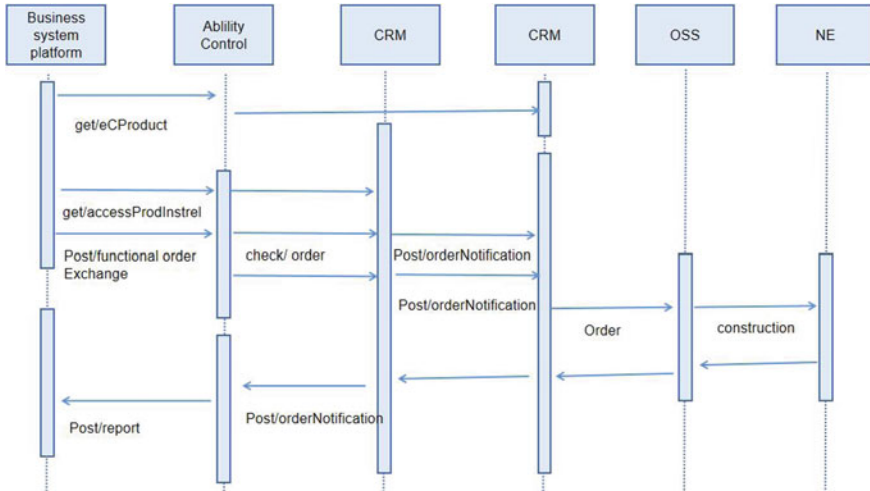 Business
system
platform
Ablility
Control
CRM
CRM
OSS
NE
get/eCProduct
get/accessProdInstrel
Post/functional order
Exchange
check/ order
Post/orderNotification
Post/orderNotification
Order
construction
Post/orderNotification
Post/report